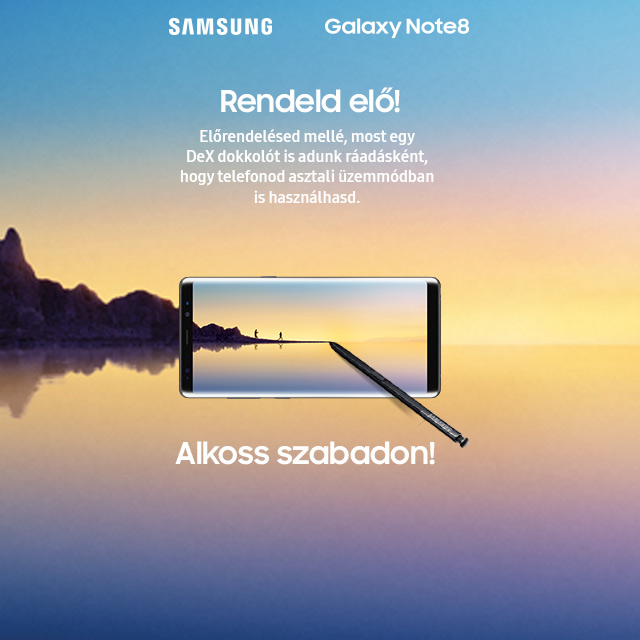 SAMSUNG Galaxy Note8
Rendeld elő!
Előrendelésed mellé, most egy
DeX dokkolót is adunk ráadásként,
hogy telefonod asztali üzemmódban
is használhasd.
Alkoss szabadon!